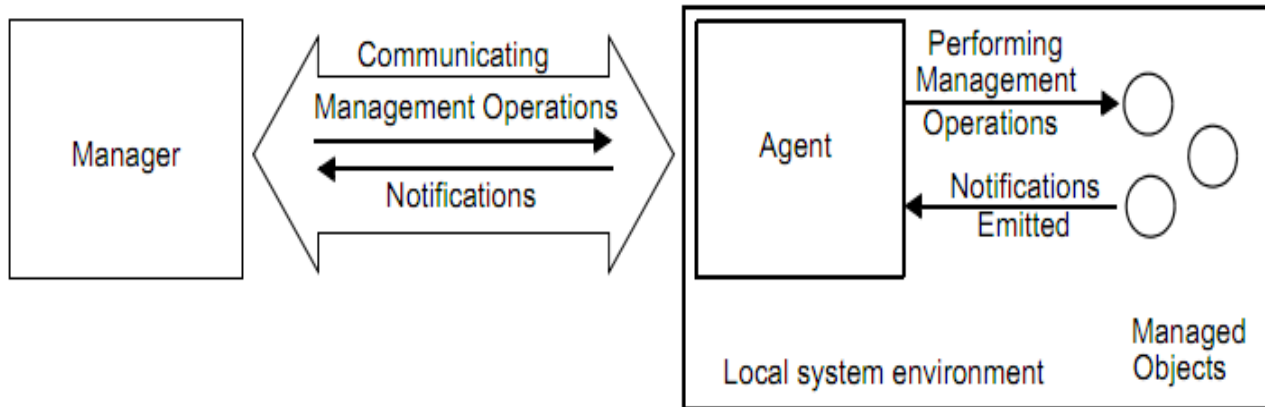 Manager
Communicating
Management Operations
Notifications
Agent
Performing
Management
Operations
Notifications
Emitted
Local system environment
Managed
Objects